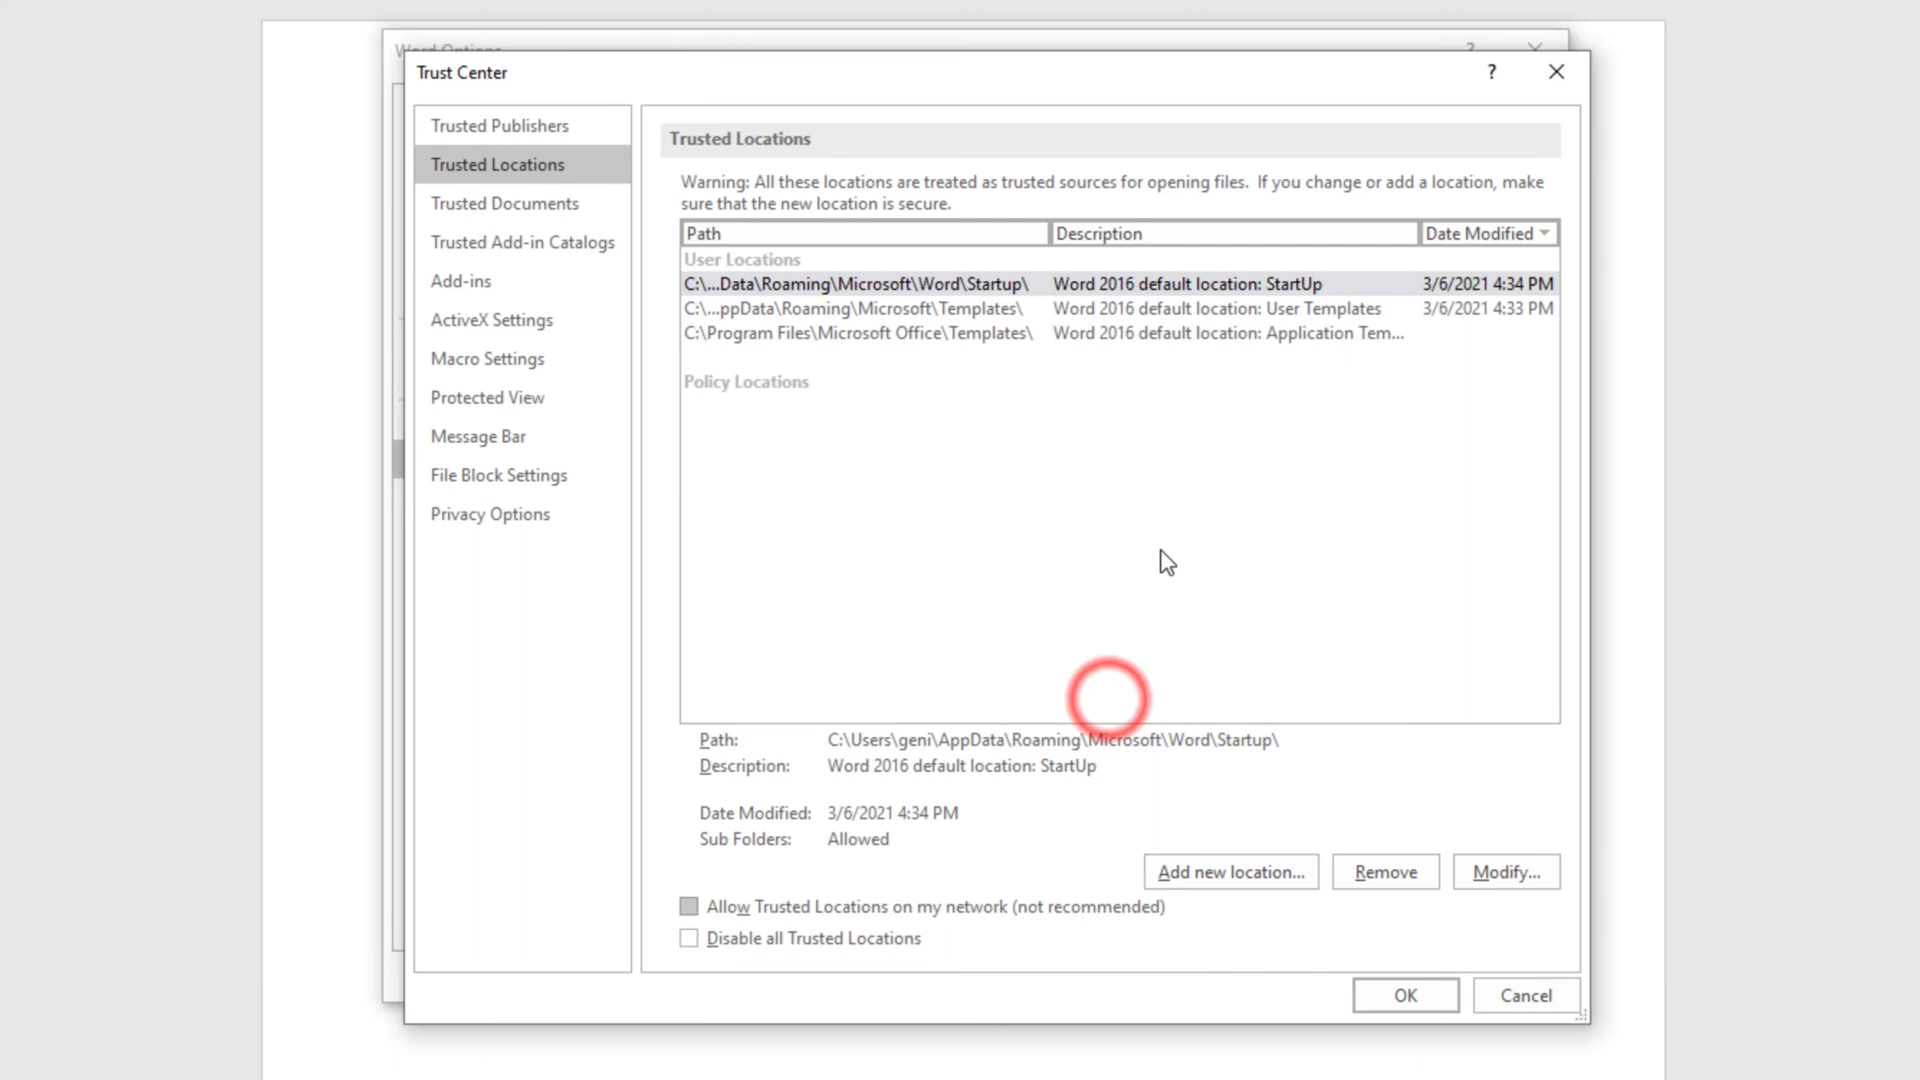 Word Options
? ×
Trust Center
? ×
Trusted Publishers
Trusted Locations
Trusted Documents
Trusted Add-in Catalogs
Add-ins
ActiveX Settings
Macro Settings
Protected View
Message Bar
File Block Settings
Privacy Options
Trusted Locations
Warning: All these locations are treated as trusted sources for opening files.  If you change or add a location, make
sure that the new location is secure.
Path Description Date Modified
User Locations
C:\...Data\Roaming\Microsoft\Word\Startup\ Word 2016 default location: StartUp 3/6/2021 4:34 PM
C:\...ppData\Roaming\Microsoft\Templates\ Word 2016 default location: User Templates 3/6/2021 4:33 PM
C:\Program Files\Microsoft Office\Templates\ Word 2016 default location: Application Tem...
Policy Locations
Path: C:\Users\geni\AppData\Roaming\Microsoft\Word\Startup\
Description: Word 2016 default location: StartUp
Date Modified: 3/6/2021 4:34 PM
Sub Folders: Allowed
Add new location... Remove Modify...
Allow Trusted Locations on my network (not recommended)
Disable all Trusted Locations
OK Cancel